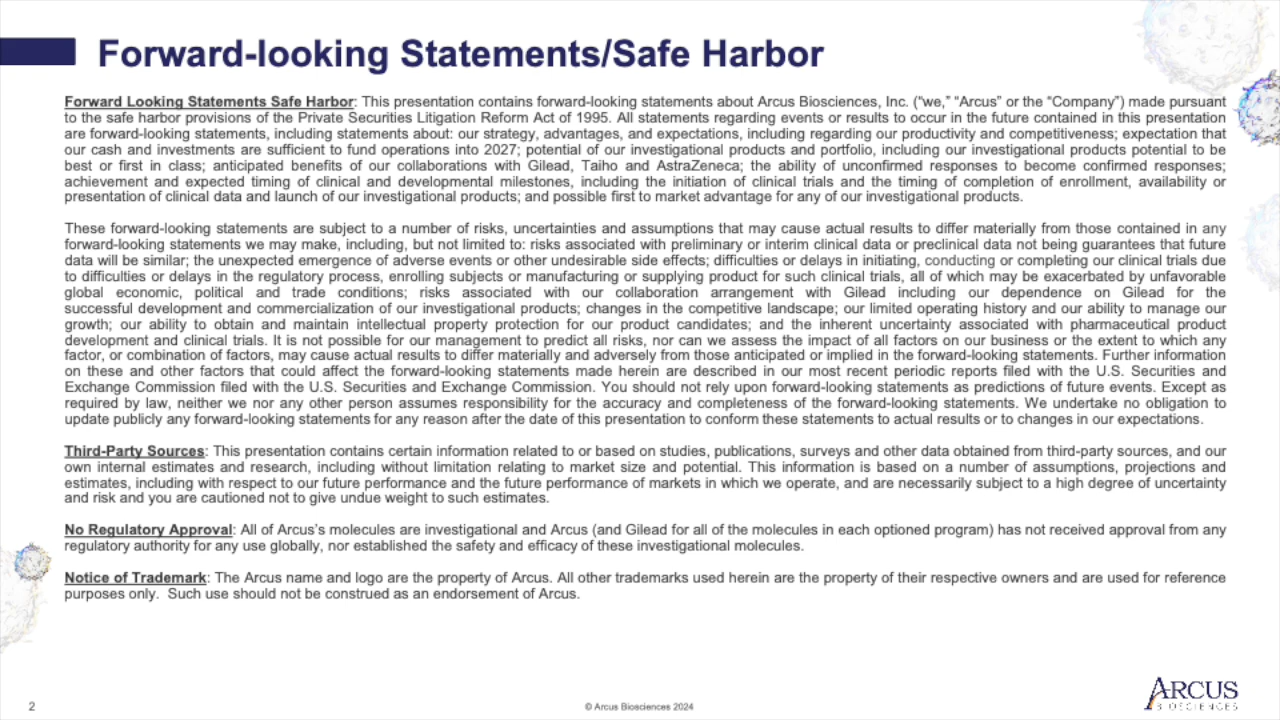 Forward-looking Statements/Safe Harbor
Forward Looking Statements Safe Harbor: This presentation contains forward-looking statements about Arcus Biosciences, Inc. (“we,” “Arcus” or the “Company”) made pursuant
to the safe harbor provisions of the Private Securities Litigation Reform Act of 1995. All statements regarding events or results to occur in the future contained in this presentation
are forward-looking statements, including statements about: our strategy, advantages, and expectations, including regarding our productivity and competitiveness; expectation that
our cash and investments are sufficient to fund operations into 2027; potential of our investigational products and portfolio, including our investigational products potential to be
best or first in class; anticipated benefits of our collaborations with Gilead, Taiho and AstraZeneca; the ability of unconfirmed responses to become confirmed responses;
achievement and expected timing of clinical and developmental milestones, including the initiation of clinical trials and the timing of completion of enrollment, availability or
presentation of clinical data and launch of our investigational products; and possible first to market advantage for any of our investigational products.
These forward-looking statements are subject to a number of risks, uncertainties and assumptions that may cause actual results to differ materially from those contained in any
forward-looking statements we may make, including, but not limited to: risks associated with preliminary or interim clinical data or preclinical data not being guarantees that future
data will be similar; the unexpected emergence of adverse events or other undesirable side effects; difficulties or delays in initiating, conducting or completing our clinical trials due
to difficulties or delays in the regulatory process, enrolling subjects or manufacturing or supplying product for such clinical trials, all of which may be exacerbated by unfavorable
global economic, political and trade conditions; risks associated with our collaboration arrangement with Gilead including our dependence on Gilead for the
successful development and commercialization of our investigational products; changes in the competitive landscape; our limited operating history and our ability to manage our
growth; our ability to obtain and maintain intellectual property protection for our product candidates; and the inherent uncertainty associated with pharmaceutical product
development and clinical trials. It is not possible for our management to predict all risks, nor can we assess the impact of all factors on our business or the extent to which any
factor, or combination of factors, may cause actual results to differ materially and adversely from those anticipated or implied in the forward-looking statements. Further information
on these and other factors that could affect the forward-looking statements made herein are described in our most recent periodic reports filed with the U.S. Securities and
Exchange Commission filed with the U.S. Securities and Exchange Commission. You should not rely upon forward-looking statements as predictions of future events. Except as
required by law, neither we nor any other person assumes responsibility for the accuracy and completeness of the forward-looking statements. We undertake no obligation to
update publicly any forward-looking statements for any reason after the date of this presentation to conform these statements to actual results or to changes in our expectations.
Third-Party Sources: This presentation contains certain information related to or based on studies, publications, surveys and other data obtained from third-party sources, and our
own internal estimates and research, including without limitation relating to market size and potential. This information is based on a number of assumptions, projections and
estimates, including with respect to our future performance and the future performance of markets in which we operate, and are necessarily subject to a high degree of uncertainty
and risk and you are cautioned not to give undue weight to such estimates.
No Regulatory Approval: All of Arcus’s molecules are investigational and Arcus (and Gilead for all of the molecules in each optioned program) has not received approval from any
regulatory authority for any use globally, nor established the safety and efficacy of these investigational molecules.
Notice of Trademark: The Arcus name and logo are the property of Arcus. All other trademarks used herein are the property of their respective owners and are used for reference
purposes only. Such use should not be construed as an endorsement of Arcus.
2
© Arcus Biosciences 2024
ARCUS
BIOSCIENCES